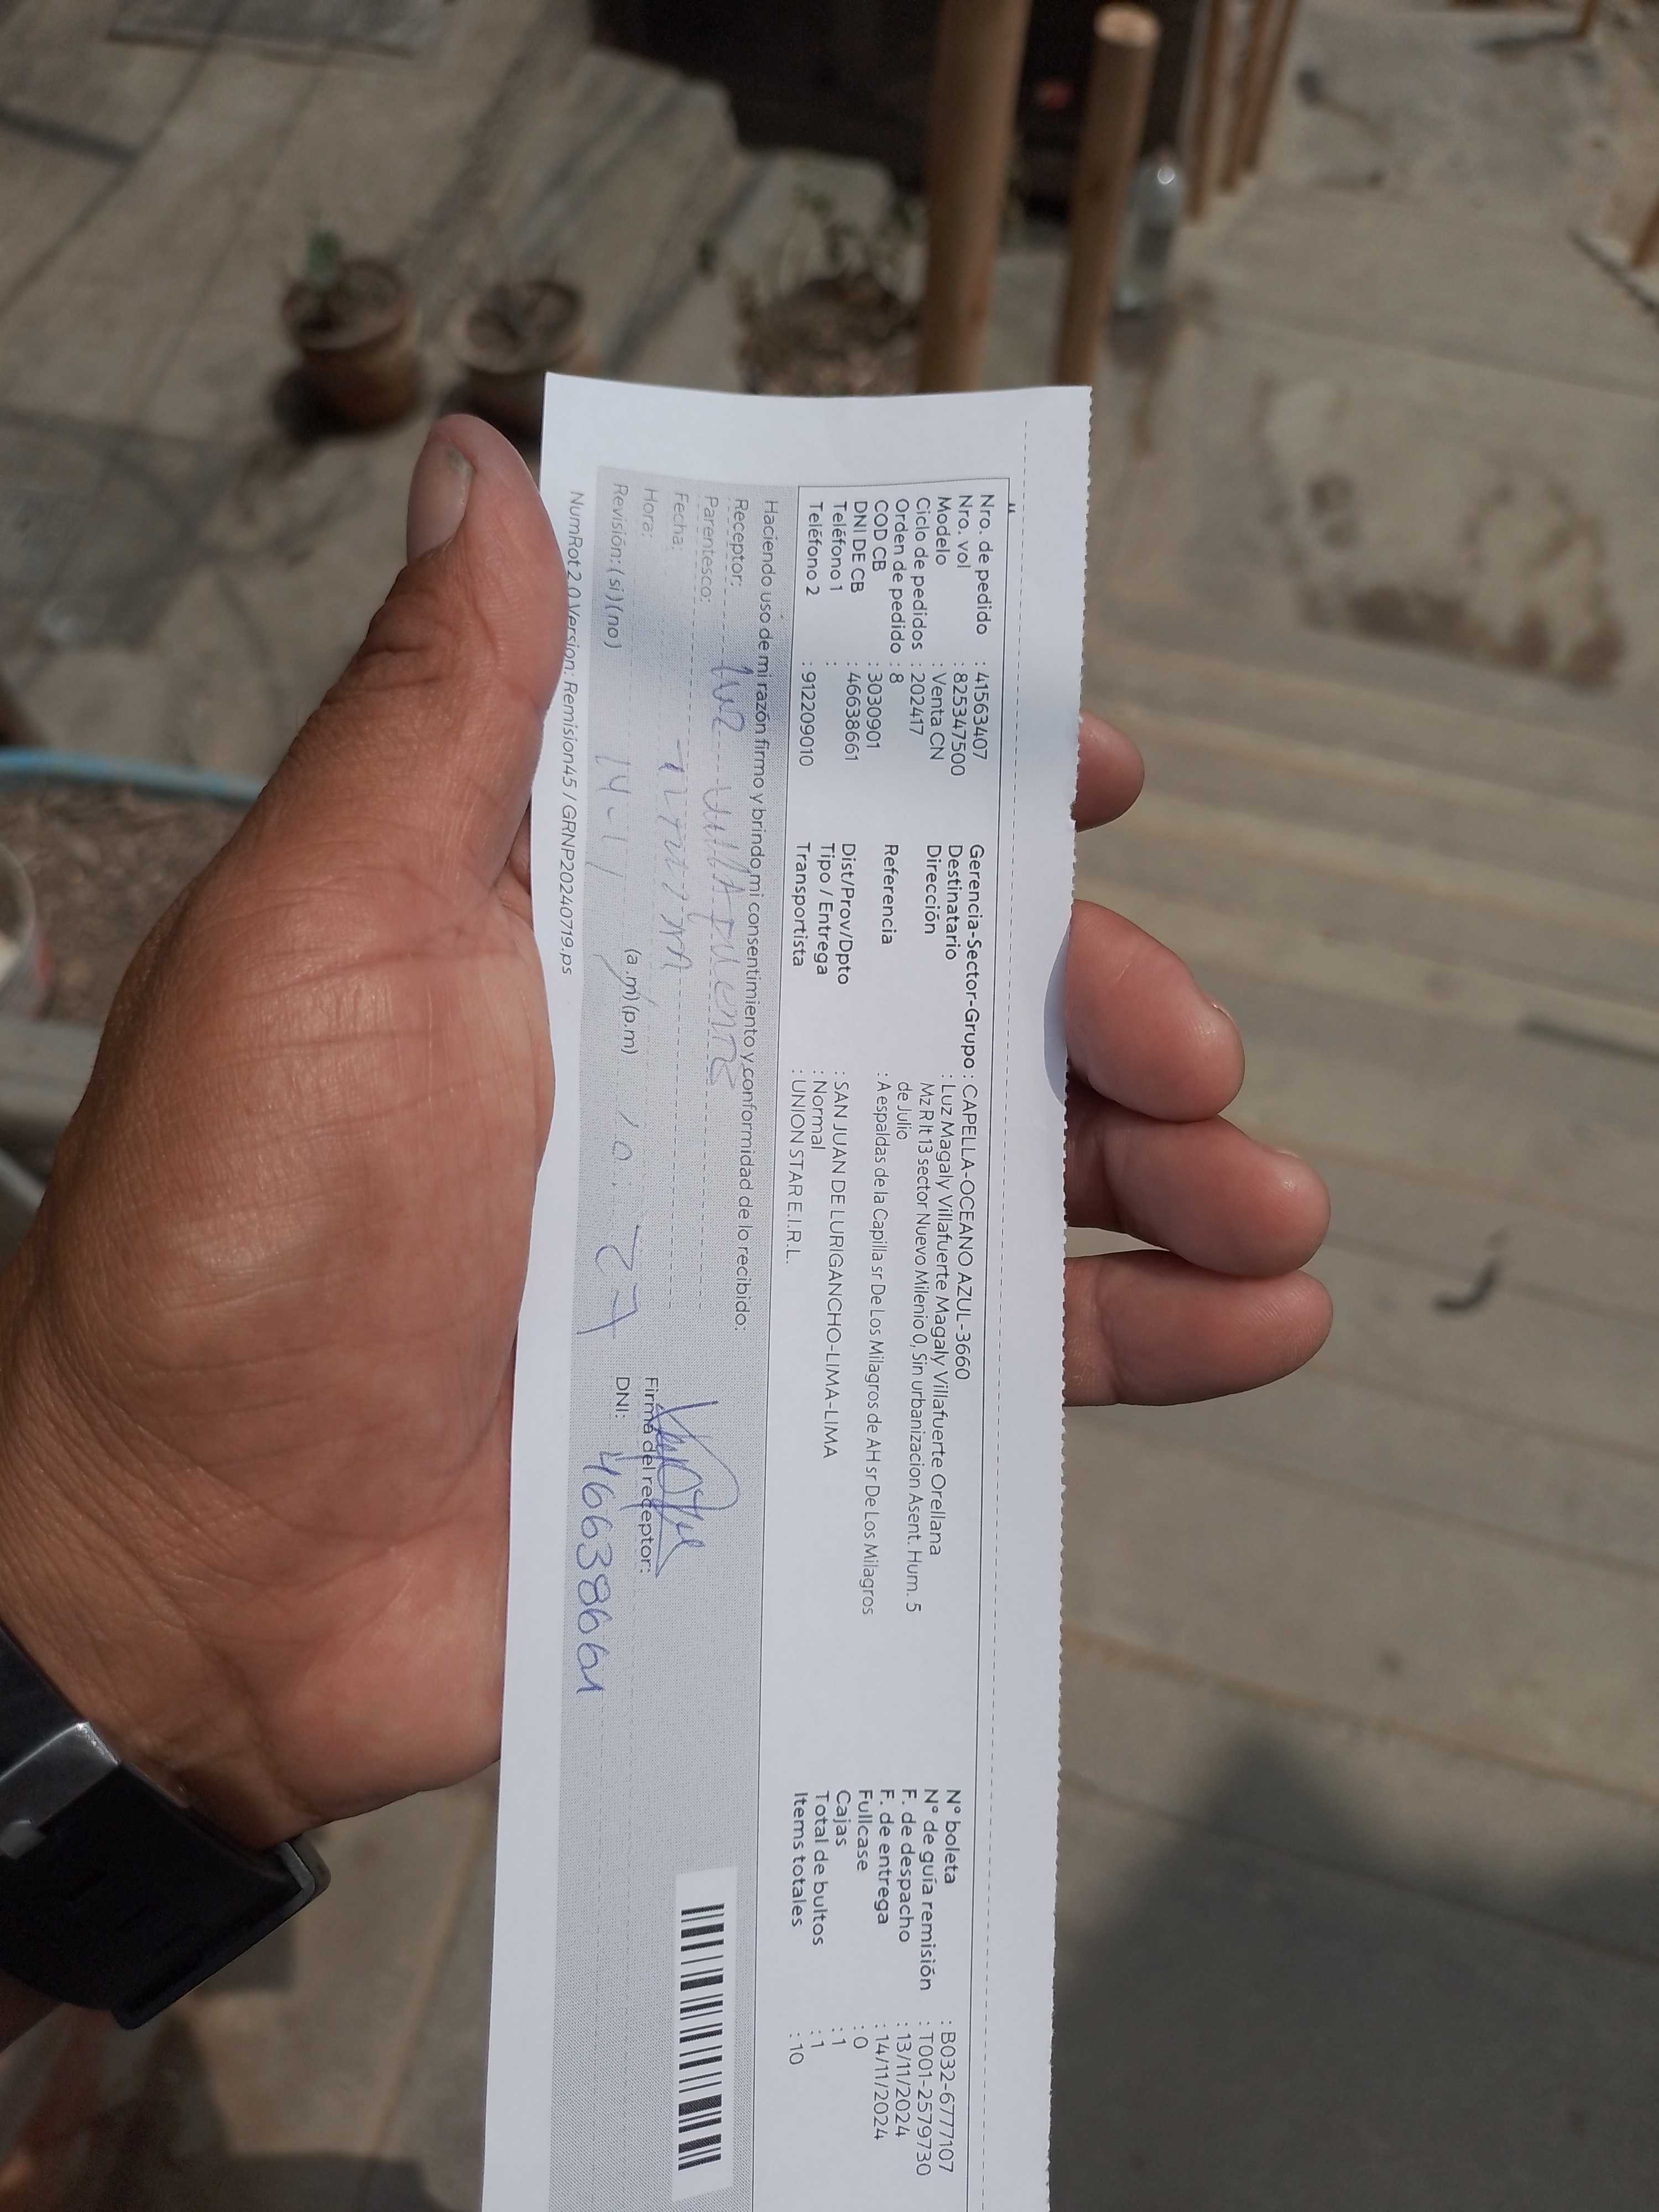 Nro. de pedido : 41563407
Nro. vol : 825347500
Modelo : Venta CN
Ciclo de pedidos : 202417
Orden de pedido : 8
COD CB : 3030901
DNI DE CB : 46638661
Teléfono 1 :
Teléfono 2 : 912209010
Gerencia-Sector-Grupo : CAPELLA-OCEANO AZUL-3660
Destinatario : Luz Magaly Villafuerte Magaly Villafuerte Orellana
Dirección Mz R lt 13 sector Nuevo Milenio 0, Sin urbanizacion Asent. Hum. 5
de Julio
Referencia : A espaldas de la Capilla sr De Los Milagros de AH sr De Los Milagros
Dist/Prov/Dpto : SAN JUAN DE LURIGANCHO-LIMA-LIMA
Tipo / Entrega : Normal
Transportista : UNION STAR E.I.R.L.
N° boleta : B032-6777107
N° de guía remisión : T001-2579730
F. de despacho : 13/11/2024
F. de entrega : 14/11/2024
Fullcase : 0
Cajas : 1
Total de bultos : 1
Items totales : 10
Haciendo uso de mi razón firmo y brindo mi consentimiento y conformidad de lo recibido:
Receptor: Luz Villafuerte
Parentesco: Titular
Fecha: 14-11
Hora: (a.m) (p.m) 10:27
Revisión: ( si ) ( no )
Firma del receptor:
DNI: 46638661
NumRot 2.0 Version: Remision45 / GRNP20240719.ps